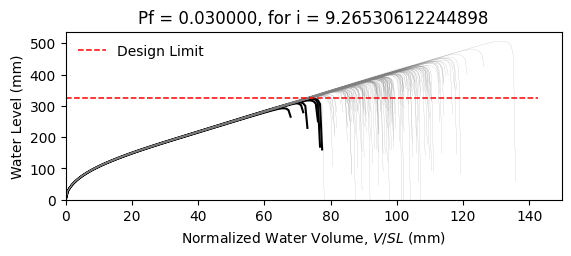 Pf = 0.030000, for i = 9.26530612244898
Design Limit
Water Level (mm)
500
400
300
200
100
0
0 20 40 60 80 100 120 140
Normalized Water Volume, V/SL (mm)